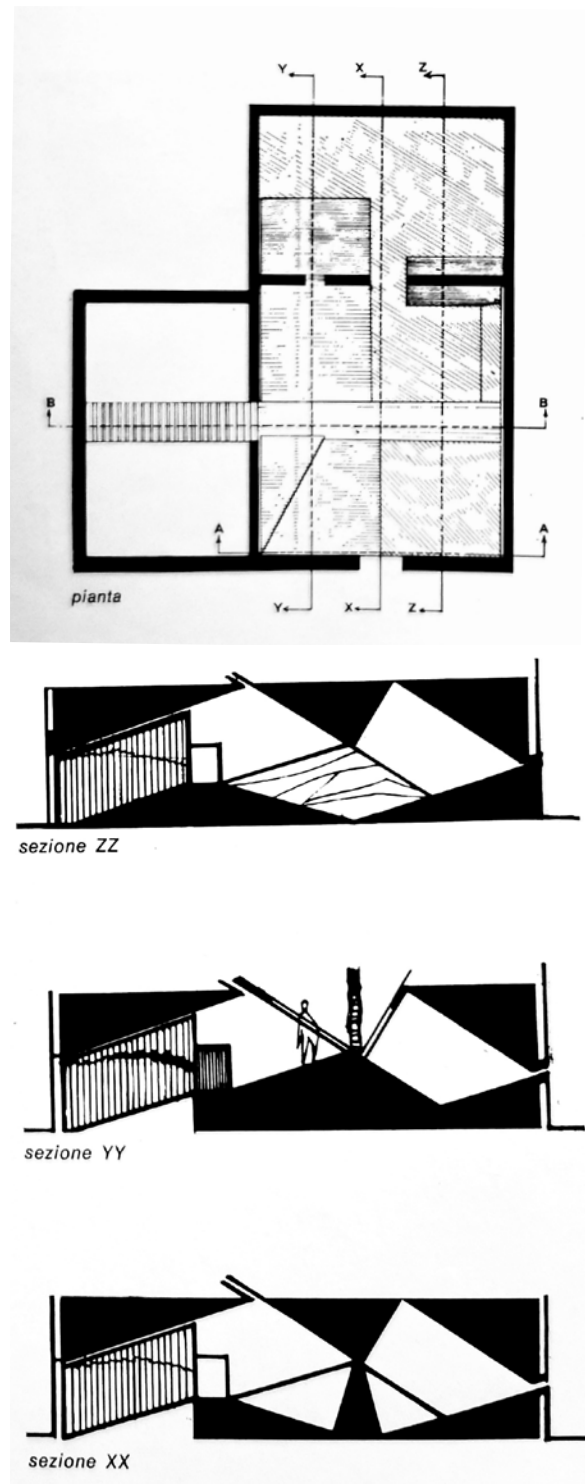 Y X Z
B B
A A
Y X Z
pianta
sezione ZZ
sezione YY
sezione XX